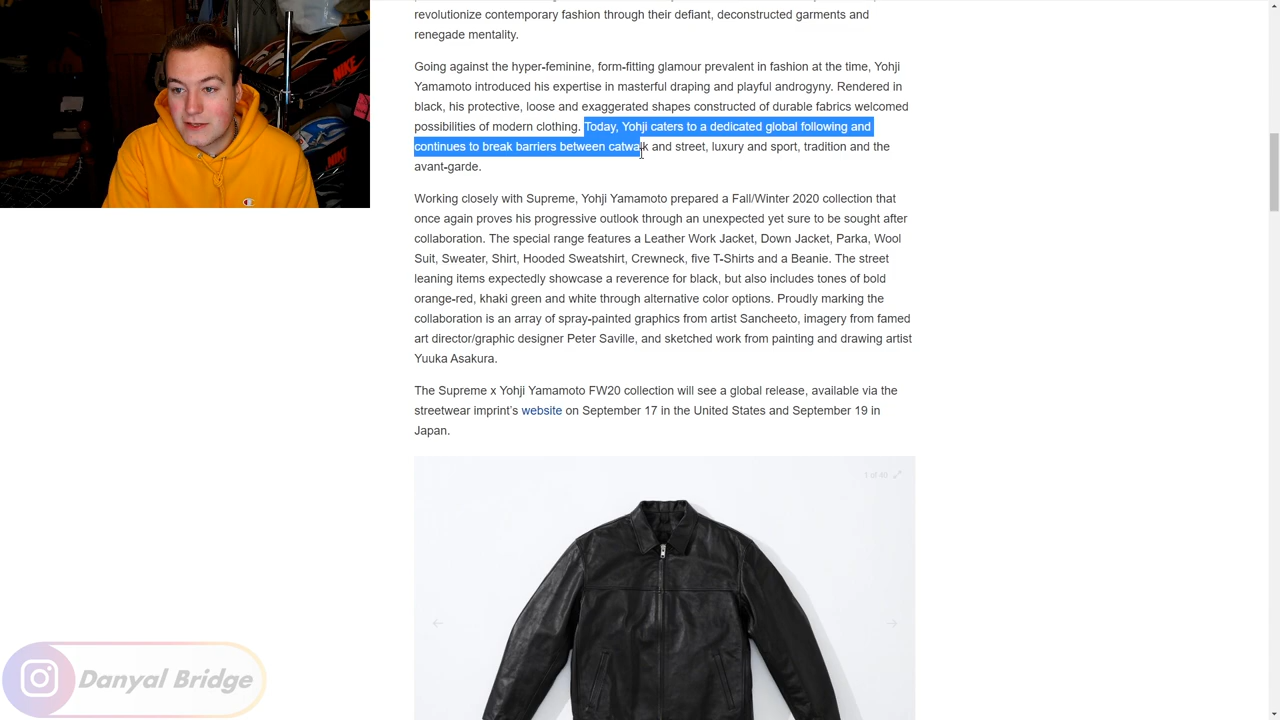 revolutionize contemporary fashion through their defiant, deconstructed garments and
renegade mentality.
Going against the hyper-feminine, form-fitting glamour prevalent in fashion at the time, Yohji
Yamamoto introduced his expertise in masterful draping and playful androgyny. Rendered in
black, his protective, loose and exaggerated shapes constructed of durable fabrics welcomed
possibilities of modern clothing. Today, Yohji caters to a dedicated global following and
continues to break barriers between catwalk and street, luxury and sport, tradition and the
avant-garde.
Working closely with Supreme, Yohji Yamamoto prepared a Fall/Winter 2020 collection that
once again proves his progressive outlook through an unexpected yet sure to be sought after
collaboration. The special range features a Leather Work Jacket, Down Jacket, Parka, Wool
Suit, Sweater, Shirt, Hooded Sweatshirt, Crewneck, five T-Shirts and a Beanie. The street
leaning items expectedly showcase a reverence for black, but also includes tones of bold
orange-red, khaki green and white through alternative color options. Proudly marking the
collaboration is an array of spray-painted graphics from artist Sancheeto, imagery from famed
art director/graphic designer Peter Saville, and sketched work from painting and drawing artist
Yuuka Asakura.
The Supreme x Yohji Yamamoto FW20 collection will see a global release, available via the
streetwear imprint's website on September 17 in the United States and September 19 in
Japan.
1 of 40
NIKE
NIKE
Danyal Bridge